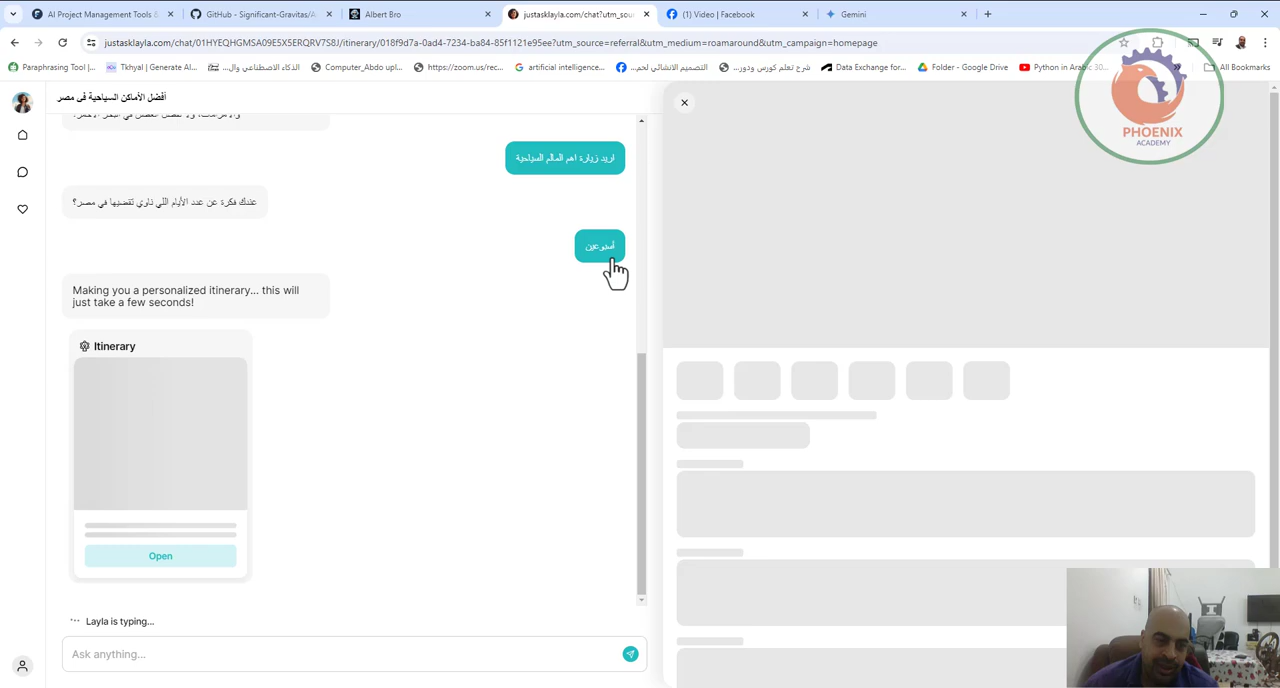 AI Project Management Tools &
GitHub - Significant-Gravitas/A
Albert Bro
justasklayla.com/chat?utm_sou
(1) Video | Facebook
Gemini
justasklayla.com/chat/01HYEQHGMSA09E5X5ERQRV7S8J/itinerary/018f9d7a-0ad4-7224-ba84-85f1121e95ee?utm_source=referral&utm_medium=roamaround&utm_campaign=homepage
Paraphrasing Tool |...
Tkhyal | Generate AI...
الذكاء الاصطناعي وال...
Computer_Abdo upl...
https://zoom.us/rec...
artificial intelligence...
التصميم الانشائي لحم...
شرح تعلم كورس ودور...
Data Exchange for...
Folder - Google Drive
Python in Arabic 30...
All Bookmarks
PHOENIX
ACADEMY
أفضل الأماكن السياحية فى مصر
اريد زيارة اهم المالم السياحية
عندك فكرة عن عدد الأيام اللي ناوي تقضيها في مصر؟
أسبوعين
Making you a personalized itinerary... this will
just take a few seconds!
Itinerary
Open
Layla is typing...
Ask anything...